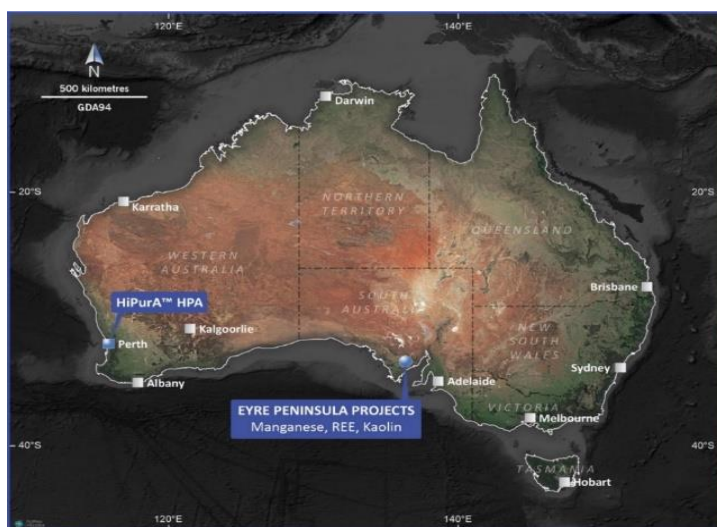 120°E
140°E
N
500 kilometres
GDA94
Darwin
20°S
20°S
Karratha
NORTHERN
TERRITORY
QUEENSLAND
WESTERN
AUSTRALIA
HiPurA™ HPA
SOUTH
AUSTRAL
Brisbane
Perth
Kalgoorlie
NEW
SOUTH
WALES
Sydney
Albany
Adelaide
EYRE PENINSULA PROJECTS
Manganese, REE, Kaolin
VICTORIA
Melbourne
40°S
40°S
TASMANIA
Hobart
120°E
140°E